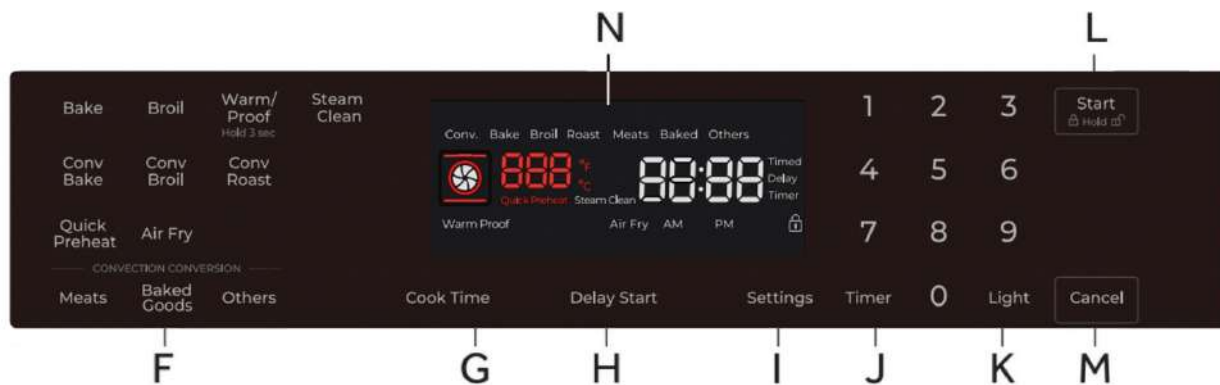 N
L
Bake
Broil
Warm/
Proof
Hold 3 sec
Steam
Clean
1
2
3
Start
Hold
Conv. Bake Broil Roast Meats Baked Others
Conv
Bake
Conv
Broil
Conv
Roast
888 °F
°C
88:88
Timed
Delay
Timer
Quick Preheat Steam Clean
4
5
6
Quick
Preheat
Air Fry
Warm Proof
Air Fry AM PM
7
8
9
CONVECTION CONVERSION
Meats
Baked
Goods
Others
Cook Time
Delay Start
Settings
Timer
0
Light
Cancel
F
G
H
I
J
K
M